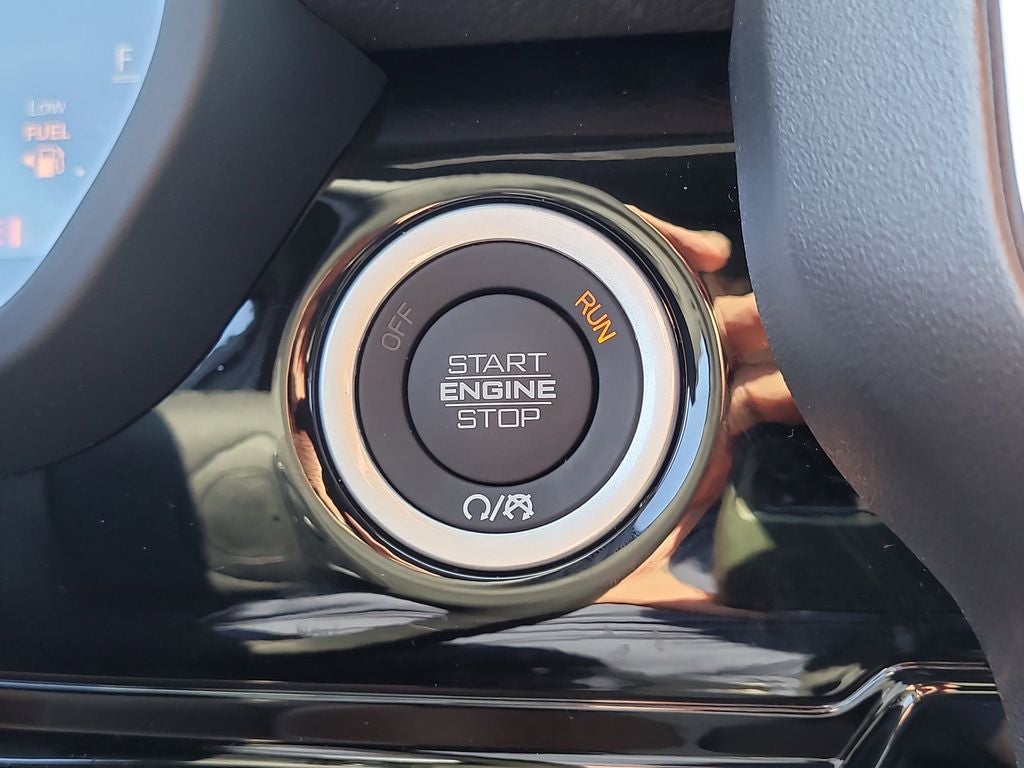 F
Low
FUEL
OFF
RUN
START
ENGINE
STOP